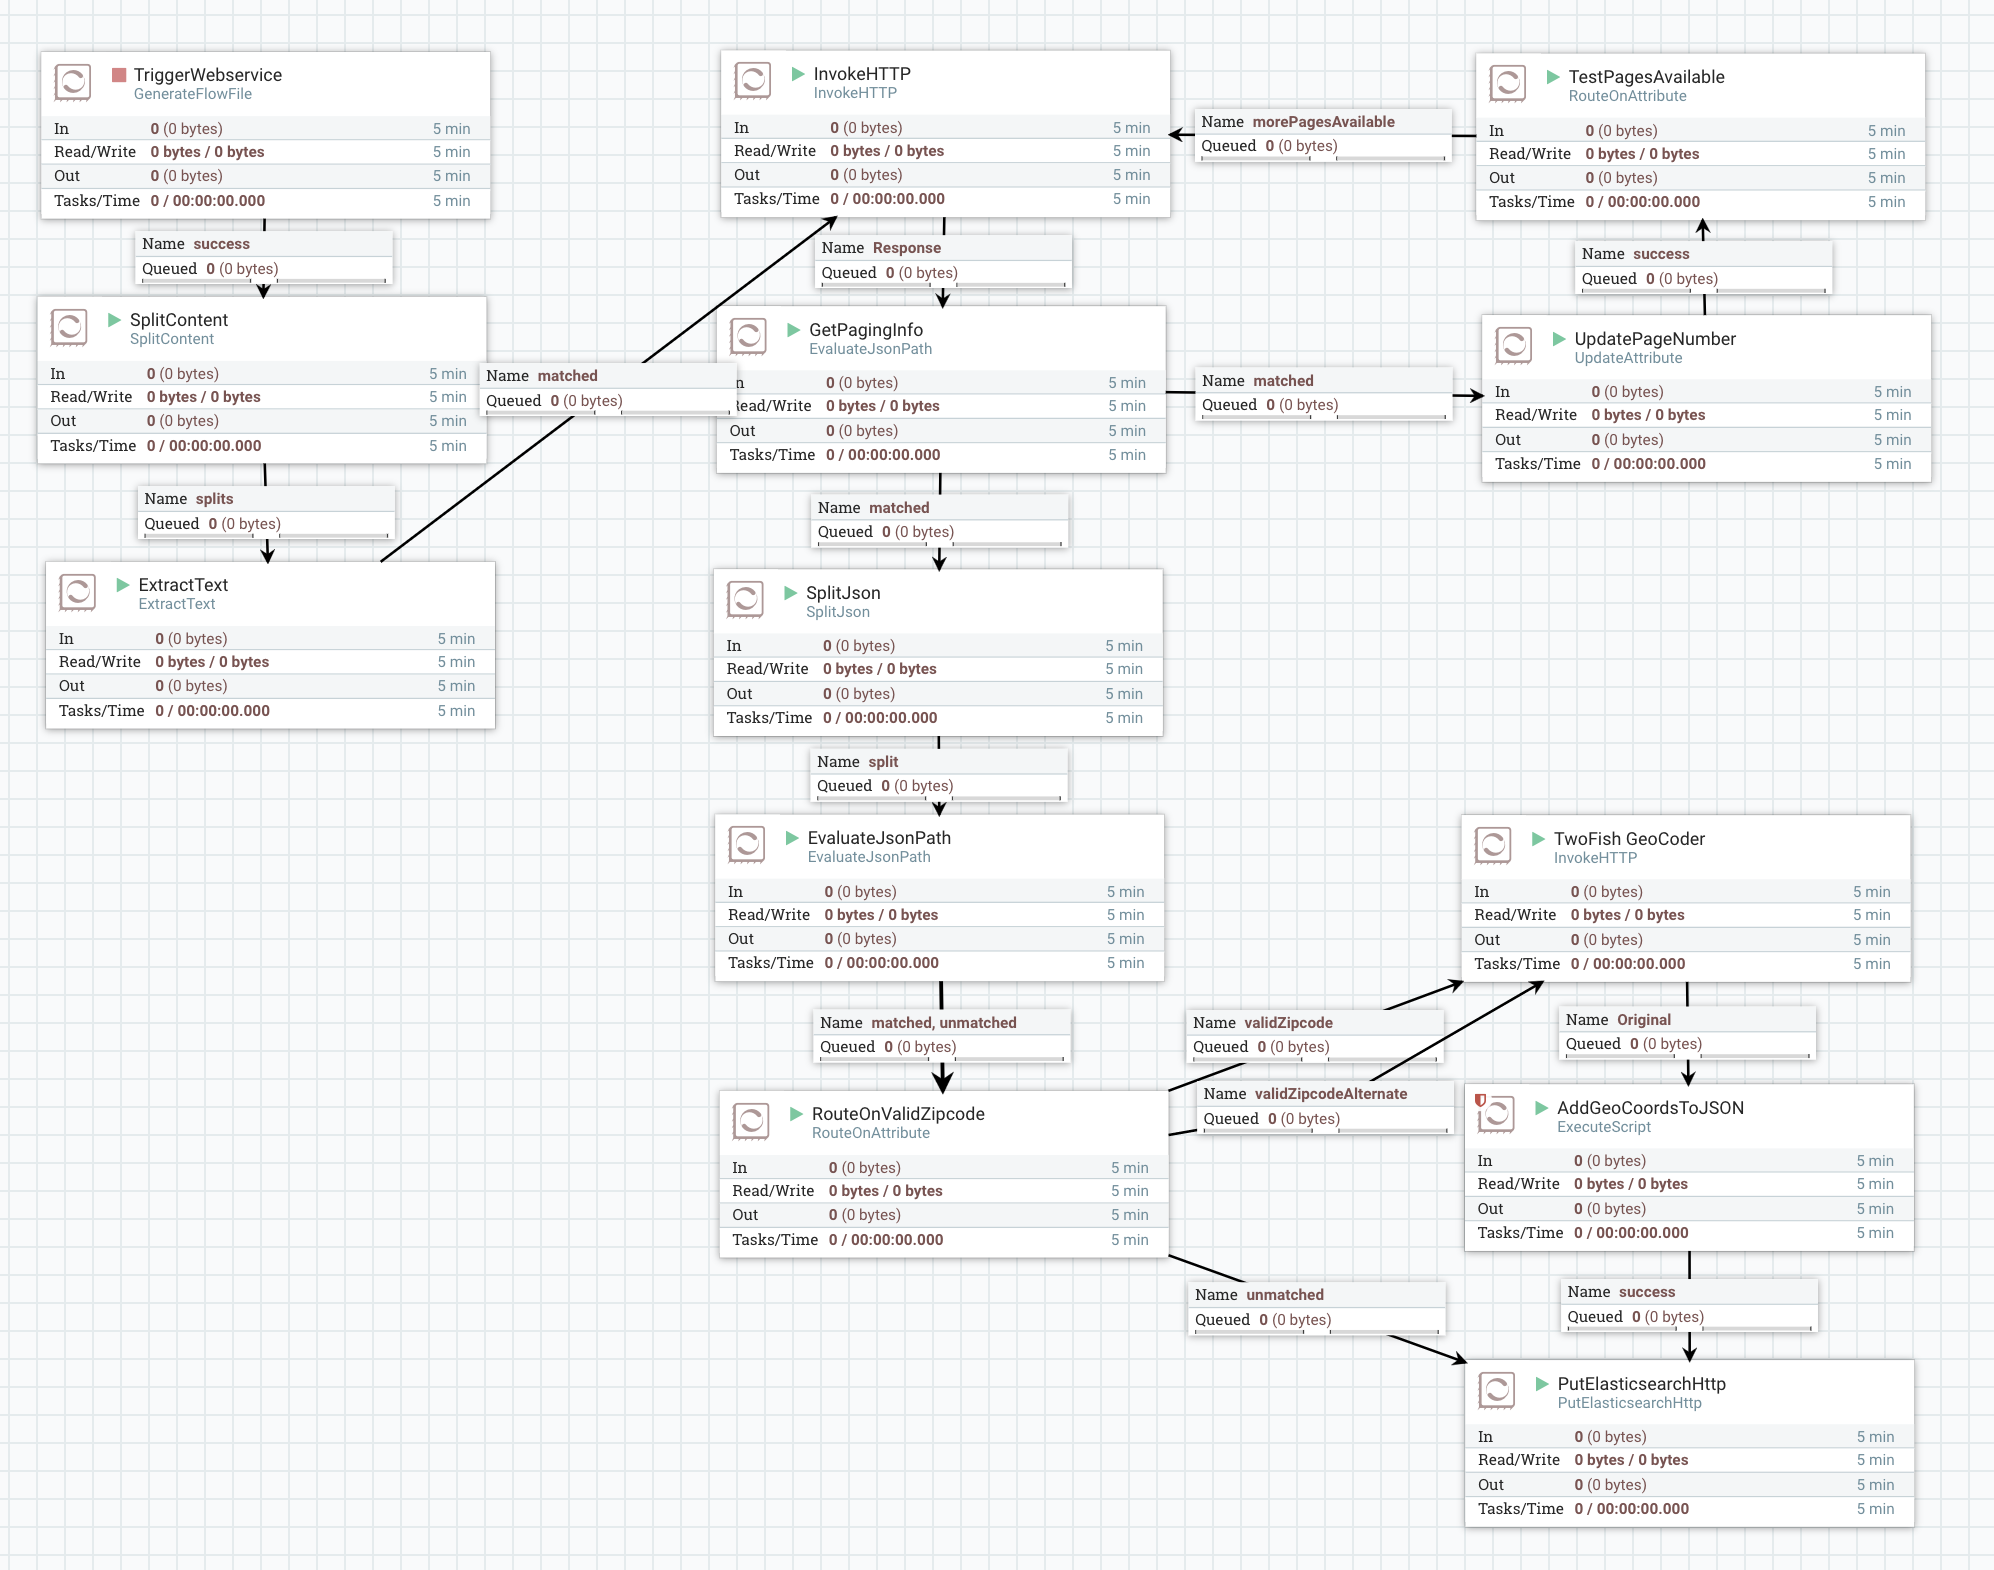 TriggerWebservice
GenerateFlowFile
In 0 (0 bytes) 5 min
Read/Write 0 bytes / 0 bytes 5 min
Out 0 (0 bytes) 5 min
Tasks/Time 0 / 00:00:00.000 5 min
Name success
Queued 0 (0 bytes)
SplitContent
SplitContent
In 0 (0 bytes) 5 min
Read/Write 0 bytes / 0 bytes 5 min
Out 0 (0 bytes) 5 min
Tasks/Time 0 / 00:00:00.000 5 min
Name splits
Queued 0 (0 bytes)
ExtractText
ExtractText
In 0 (0 bytes) 5 min
Read/Write 0 bytes / 0 bytes 5 min
Out 0 (0 bytes) 5 min
Tasks/Time 0 / 00:00:00.000 5 min
Name matched
Queued 0 (0 bytes)
InvokeHTTP
InvokeHTTP
In 0 (0 bytes) 5 min
Read/Write 0 bytes / 0 bytes 5 min
Out 0 (0 bytes) 5 min
Tasks/Time 0 / 00:00:00.000 5 min
Name Response
Queued 0 (0 bytes)
GetPagingInfo
EvaluateJsonPath
In 0 (0 bytes) 5 min
Read/Write 0 bytes / 0 bytes 5 min
Out 0 (0 bytes) 5 min
Tasks/Time 0 / 00:00:00.000 5 min
Name matched
Queued 0 (0 bytes)
SplitJson
SplitJson
In 0 (0 bytes) 5 min
Read/Write 0 bytes / 0 bytes 5 min
Out 0 (0 bytes) 5 min
Tasks/Time 0 / 00:00:00.000 5 min
Name split
Queued 0 (0 bytes)
EvaluateJsonPath
EvaluateJsonPath
In 0 (0 bytes) 5 min
Read/Write 0 bytes / 0 bytes 5 min
Out 0 (0 bytes) 5 min
Tasks/Time 0 / 00:00:00.000 5 min
Name matched, unmatched
Queued 0 (0 bytes)
RouteOnValidZipcode
RouteOnAttribute
In 0 (0 bytes) 5 min
Read/Write 0 bytes / 0 bytes 5 min
Out 0 (0 bytes) 5 min
Tasks/Time 0 / 00:00:00.000 5 min
Name morePagesAvailable
Queued 0 (0 bytes)
Name matched
Queued 0 (0 bytes)
Name validZipcode
Queued 0 (0 bytes)
Name validZipcodeAlternate
Queued 0 (0 bytes)
Name unmatched
Queued 0 (0 bytes)
TestPagesAvailable
RouteOnAttribute
In 0 (0 bytes) 5 min
Read/Write 0 bytes / 0 bytes 5 min
Out 0 (0 bytes) 5 min
Tasks/Time 0 / 00:00:00.000 5 min
Name success
Queued 0 (0 bytes)
UpdatePageNumber
UpdateAttribute
In 0 (0 bytes) 5 min
Read/Write 0 bytes / 0 bytes 5 min
Out 0 (0 bytes) 5 min
Tasks/Time 0 / 00:00:00.000 5 min
TwoFish GeoCoder
InvokeHTTP
In 0 (0 bytes) 5 min
Read/Write 0 bytes / 0 bytes 5 min
Out 0 (0 bytes) 5 min
Tasks/Time 0 / 00:00:00.000 5 min
Name Original
Queued 0 (0 bytes)
AddGeoCoordsToJSON
ExecuteScript
In 0 (0 bytes) 5 min
Read/Write 0 bytes / 0 bytes 5 min
Out 0 (0 bytes) 5 min
Tasks/Time 0 / 00:00:00.000 5 min
Name success
Queued 0 (0 bytes)
PutElasticsearchHttp
PutElasticsearchHttp
In 0 (0 bytes) 5 min
Read/Write 0 bytes / 0 bytes 5 min
Out 0 (0 bytes) 5 min
Tasks/Time 0 / 00:00:00.000 5 min